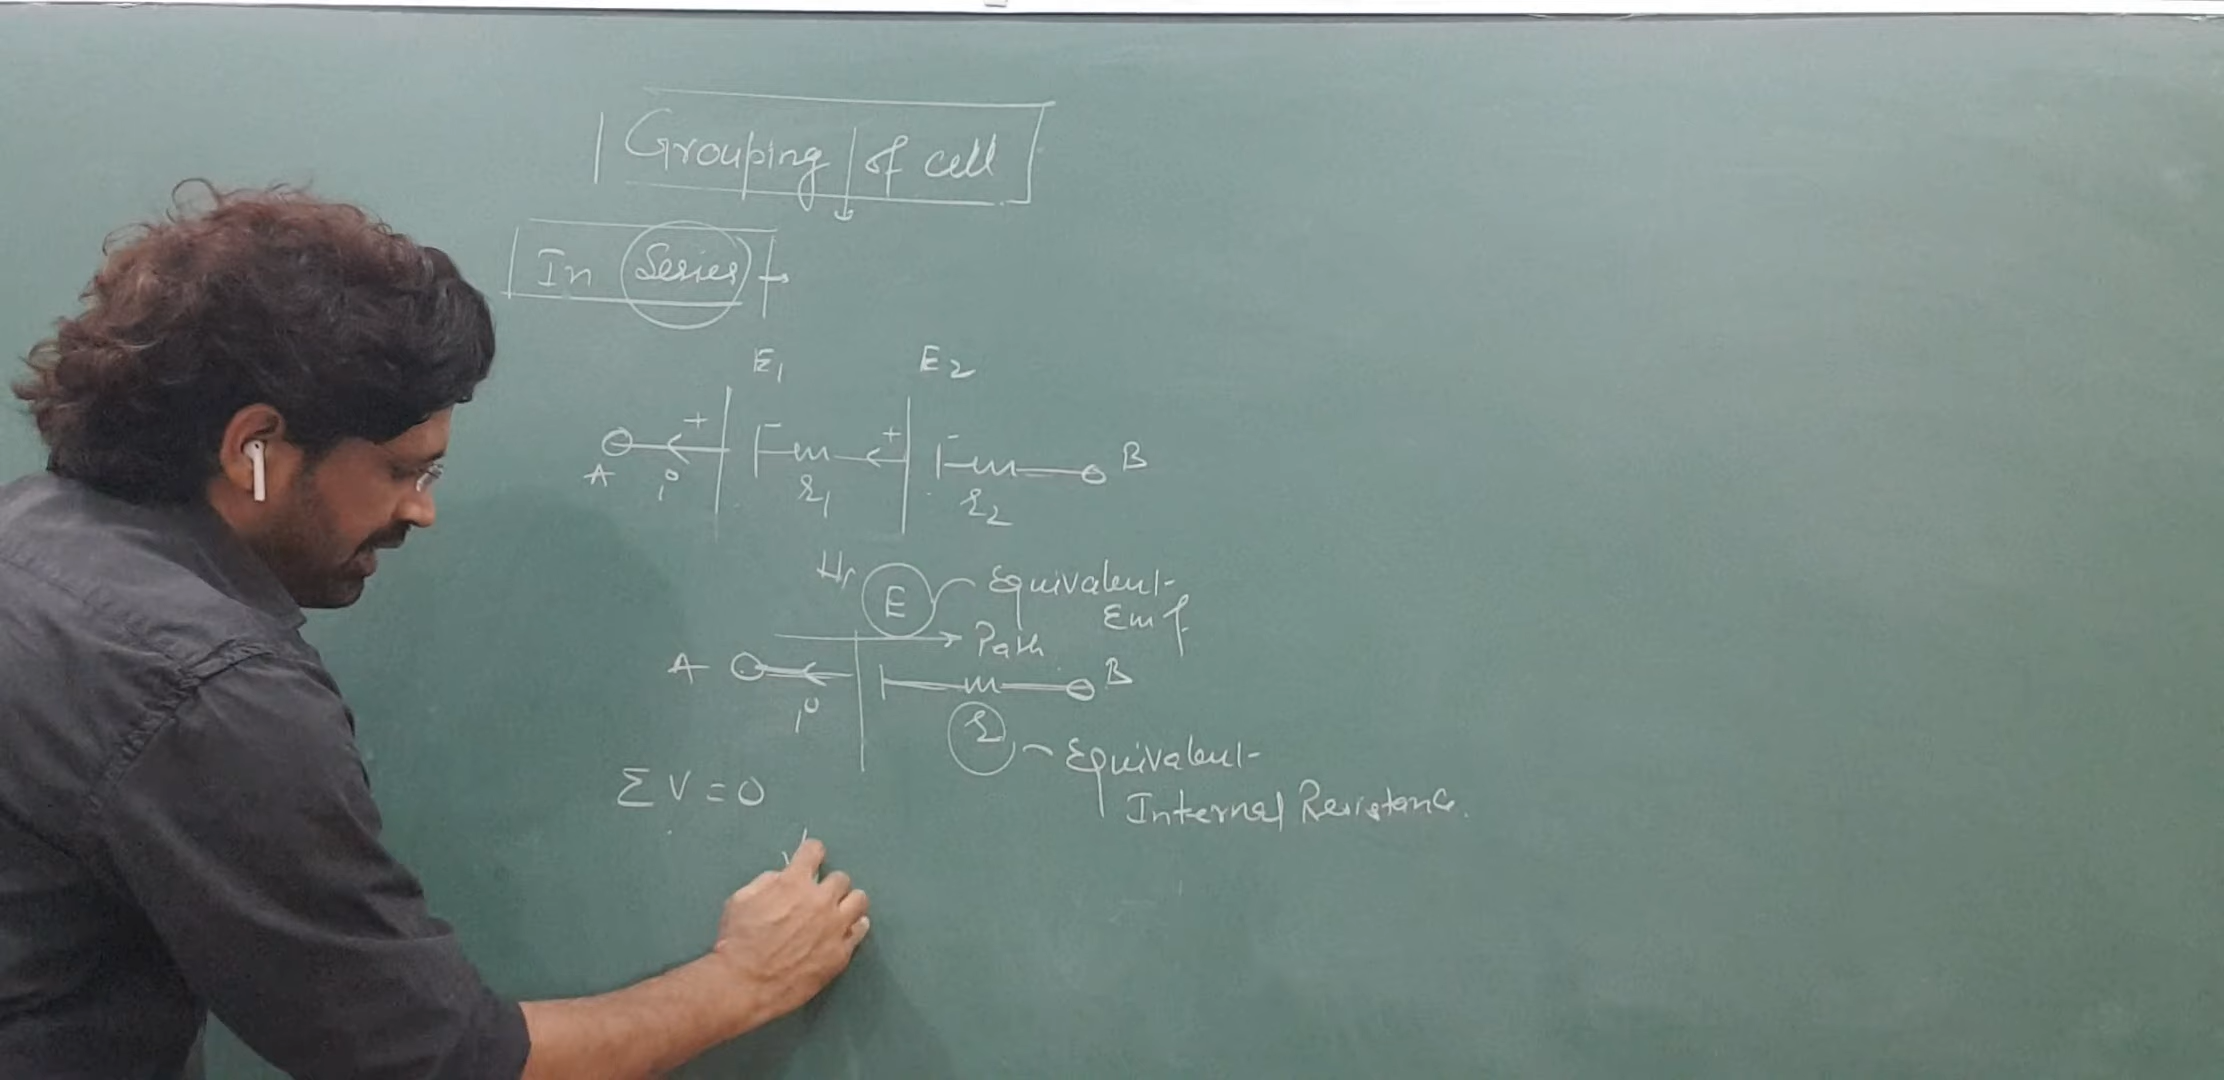 Grouping of cell
In Series
E1 E2
+ - + -
A i r1 r2 B
E Equivalent
Emf
Path
A i r B
Equivalent
Internal Resistance.
ΣV=0